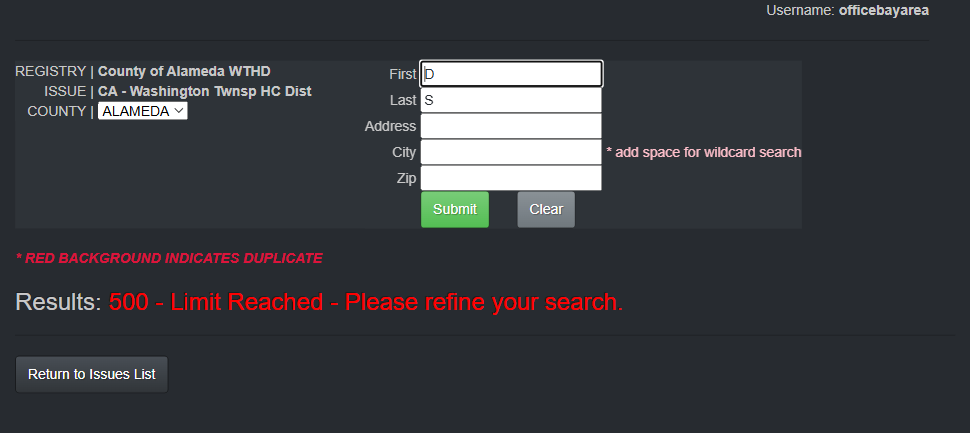 Username: officebayarea
REGISTRY | County of Alameda WTHD
ISSUE | CA - Washington Twnsp HC Dist
COUNTY | ALAMEDA
First D
Last S
Address
City * add space for wildcard search
Zip
Submit Clear
* RED BACKGROUND INDICATES DUPLICATE
Results: 500 - Limit Reached - Please refine your search.
Return to Issues List